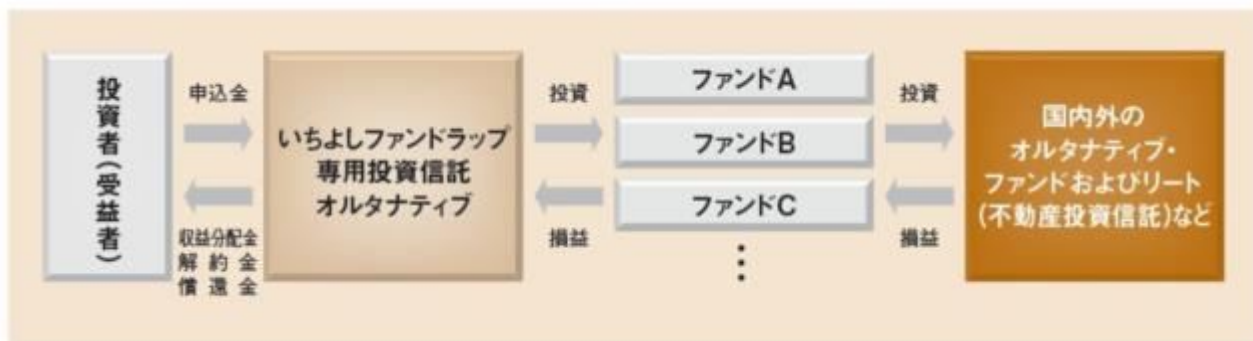 投資者(受益者)
申込金
収益分配金
解約金
償還金
いちよしファンドラップ
専用投資信託
オルタナティブ
投資
損益
ファンドA
ファンドB
ファンドC
⋮
投資
損益
国内外の
オルタナティブ・
ファンドおよびリート
(不動産投資信託)など